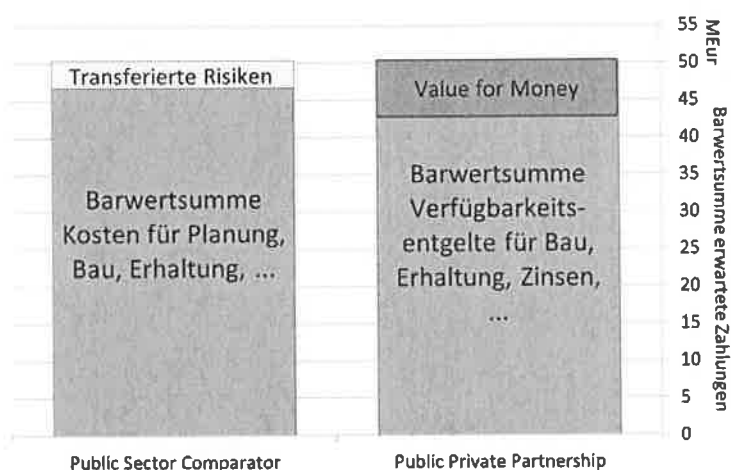 Transferierte Risiken
Barwertsumme
Kosten für Planung,
Bau, Erhaltung, ...
Public Sector Comparator
Value for Money
Barwertsumme
Verfügbarkeits-
entgelte für Bau,
Erhaltung, Zinsen,
...
Public Private Partnership
55
50
45
40
35
30
25
20
15
10
5
0
MEur
Barwertsumme erwartete Zahlungen